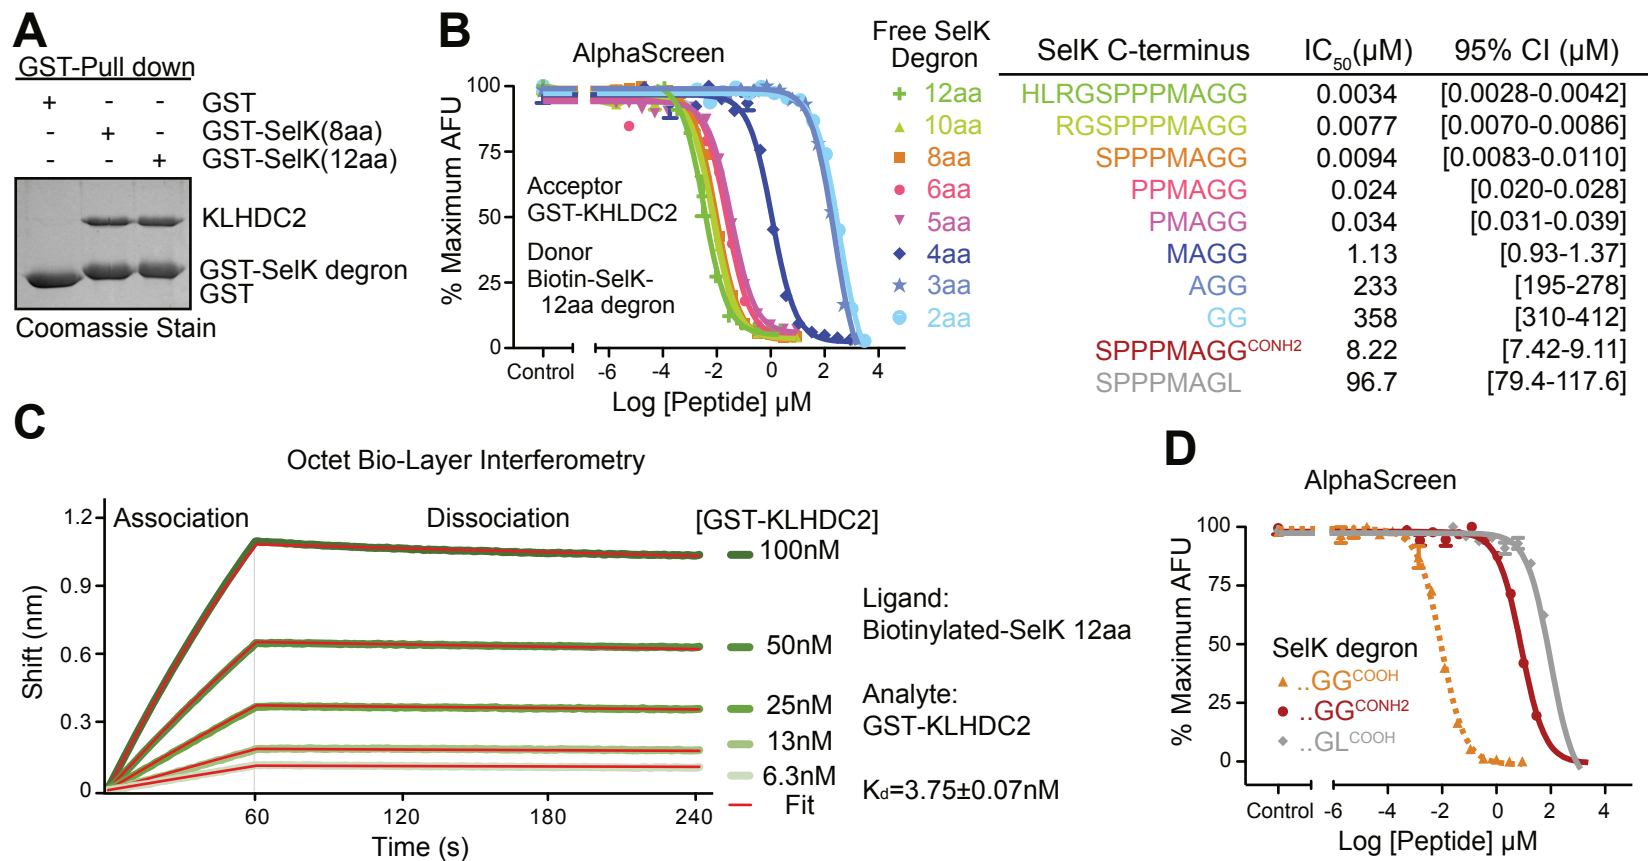 A
GST-Pull down
+ - - GST
- + - GST-SelK(8aa)
- - + GST-SelK(12aa)
KLHDC2
GST-SelK degron
GST
Coomassie Stain
B
AlphaScreen
% Maximum AFU
100
75
50
25
0
Acceptor
GST-KHLDC2
Donor
Biotin-SelK-
12aa degron
Control -6 -4 -2 0 2 4
Log [Peptide] µM
Free SelK
Degron
12aa
10aa
8aa
6aa
5aa
4aa
3aa
2aa
SelK C-terminus IC50(µM) 95% CI (µM)
HLRGSPPPMAGG 0.0034 [0.0028-0.0042]
RGSPPPMAGG 0.0077 [0.0070-0.0086]
SPPPMAGG 0.0094 [0.0083-0.0110]
PPMAGG 0.024 [0.020-0.028]
PMAGG 0.034 [0.031-0.039]
MAGG 1.13 [0.93-1.37]
AGG 233 [195-278]
GG 358 [310-412]
SPPPMAGGCONH2 8.22 [7.42-9.11]
SPPPMAGL 96.7 [79.4-117.6]
C
Octet Bio-Layer Interferometry
Shift (nm)
1.2
0.9
0.6
0.3
0
Association
Dissociation
[GST-KLHDC2]
100nM
50nM
25nM
13nM
6.3nM
Fit
60 120 180 240
Time (s)
Ligand:
Biotinylated-SelK 12aa
Analyte:
GST-KLHDC2
Kd=3.75±0.07nM
D
AlphaScreen
% Maximum AFU
100
75
50
25
0
SelK degron
..GGCOOH
..GGCONH2
..GLCOOH
Control -6 -4 -2 0 2 4
Log [Peptide] µM